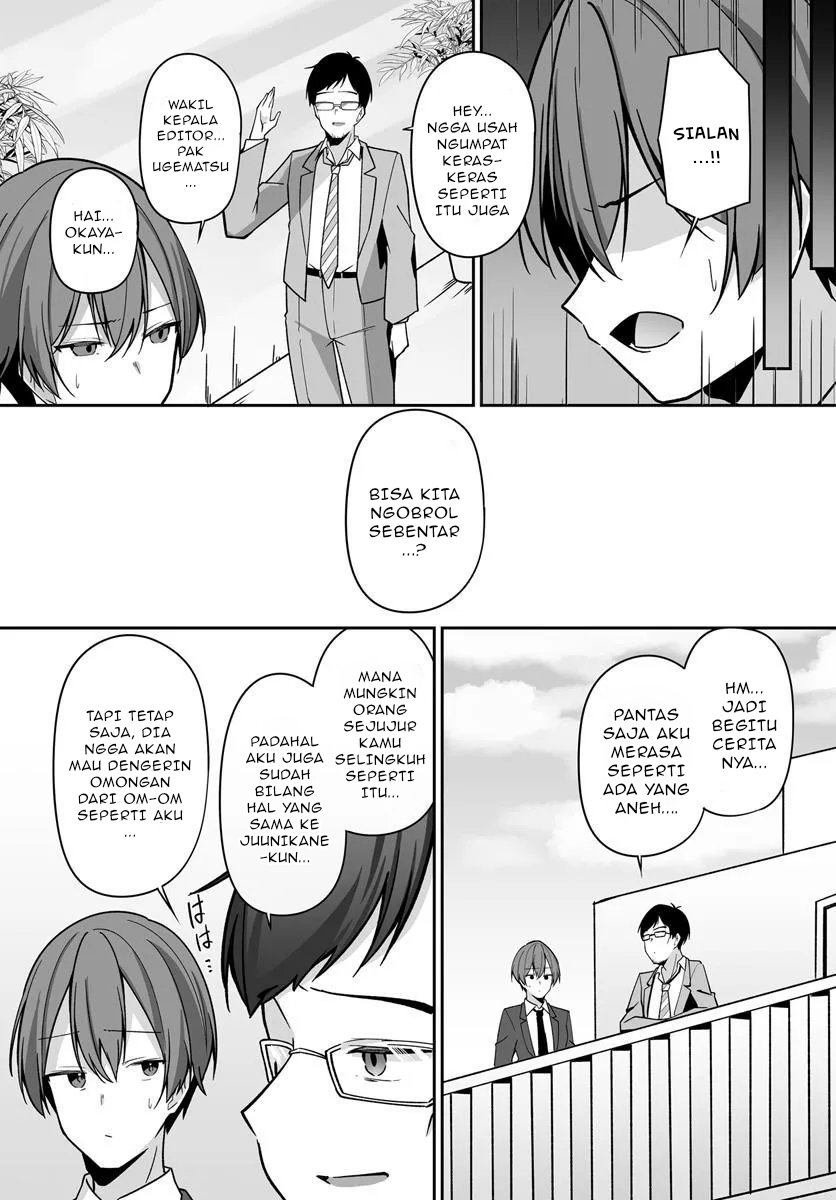 SIALAN
...!!
HEY...
NGGA USAH
NGUMPAT
KERAS-
KERAS
SEPERTI
ITU JUGA
WAKIL
KEPALA
EDITOR...
PAK
UGEMATSU
...
HAI...
OKAYA-
KUN...
BISA KITA
NGOBROL
SEBENTAR
...?
HM...
JADI
BEGITU
CERITA
NYA...
PANTAS
SAJA AKU
MERASA
SEPERTI
ADA YANG
ANEH....
MANA
MUNGKIN
ORANG
SEJUJUR
KAMU
SELINGKUH
SEPERTI
ITU...
PADAHAL
AKU JUGA
SUDAH
BILANG
HAL YANG
SAMA KE
JUUNIKANE
-KUN...
TAPI TETAP
SAJA, DIA
NGGA AKAN
MAU DENGERIN
OMONGAN
DARI OM-OM
SEPERTI AKU
...
はは…